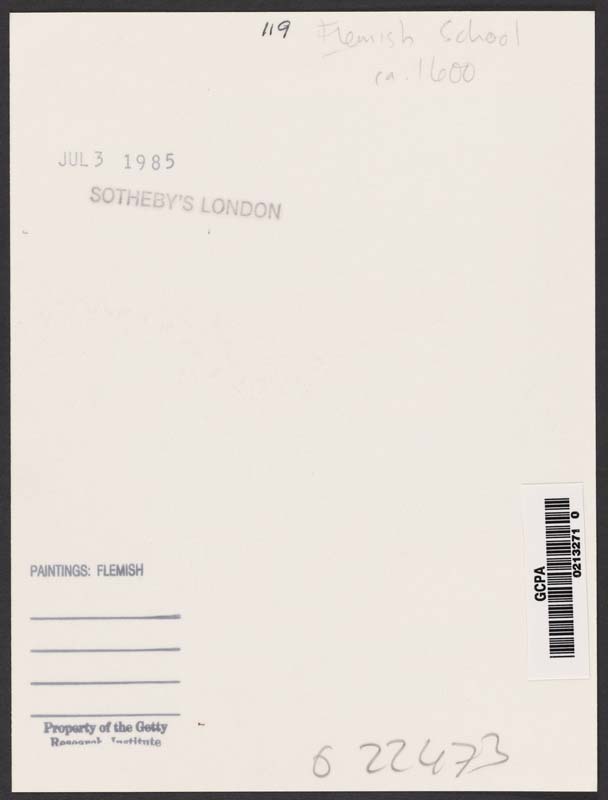 119 Flemish School
ca. 1600
JUL 3 1985
SOTHEBY'S LONDON
GCPA
0213271 0
PAINTINGS: FLEMISH
Property of the Getty
Research Institute
6 22473